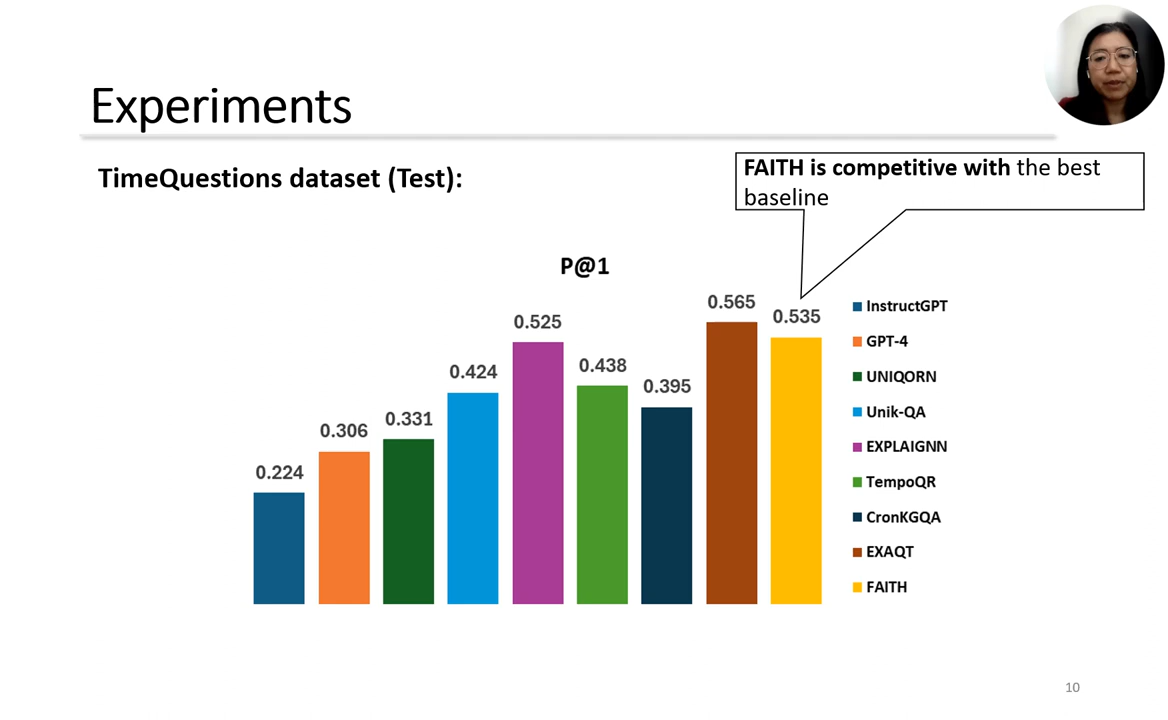 Experiments
TimeQuestions dataset (Test):
FAITH is competitive with the best
baseline
P@1
0.224
0.306
0.331
0.424
0.525
0.438
0.395
0.565
0.535
InstructGPT
GPT-4
UNIQORN
Unik-QA
EXPLAIGNN
TempoQR
CronKGQA
EXAQT
FAITH
10